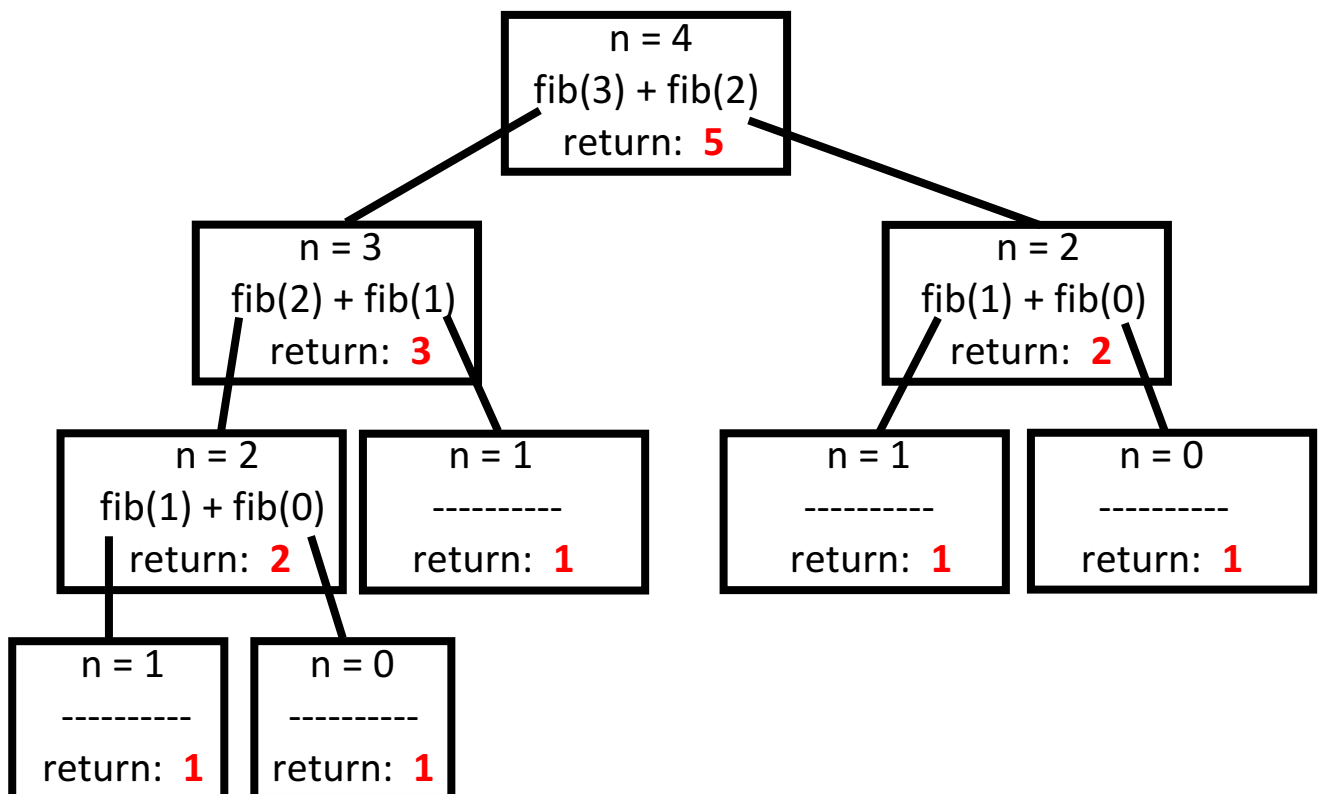 n = 4
fib(3) + fib(2)
return: 5
n = 3
fib(2) + fib(1)
return: 3
n = 2
fib(1) + fib(0)
return: 2
n = 2
fib(1) + fib(0)
return: 2
n = 1
----------
return: 1
n = 1
----------
return: 1
n = 0
----------
return: 1
n = 1
----------
return: 1
n = 0
----------
return: 1